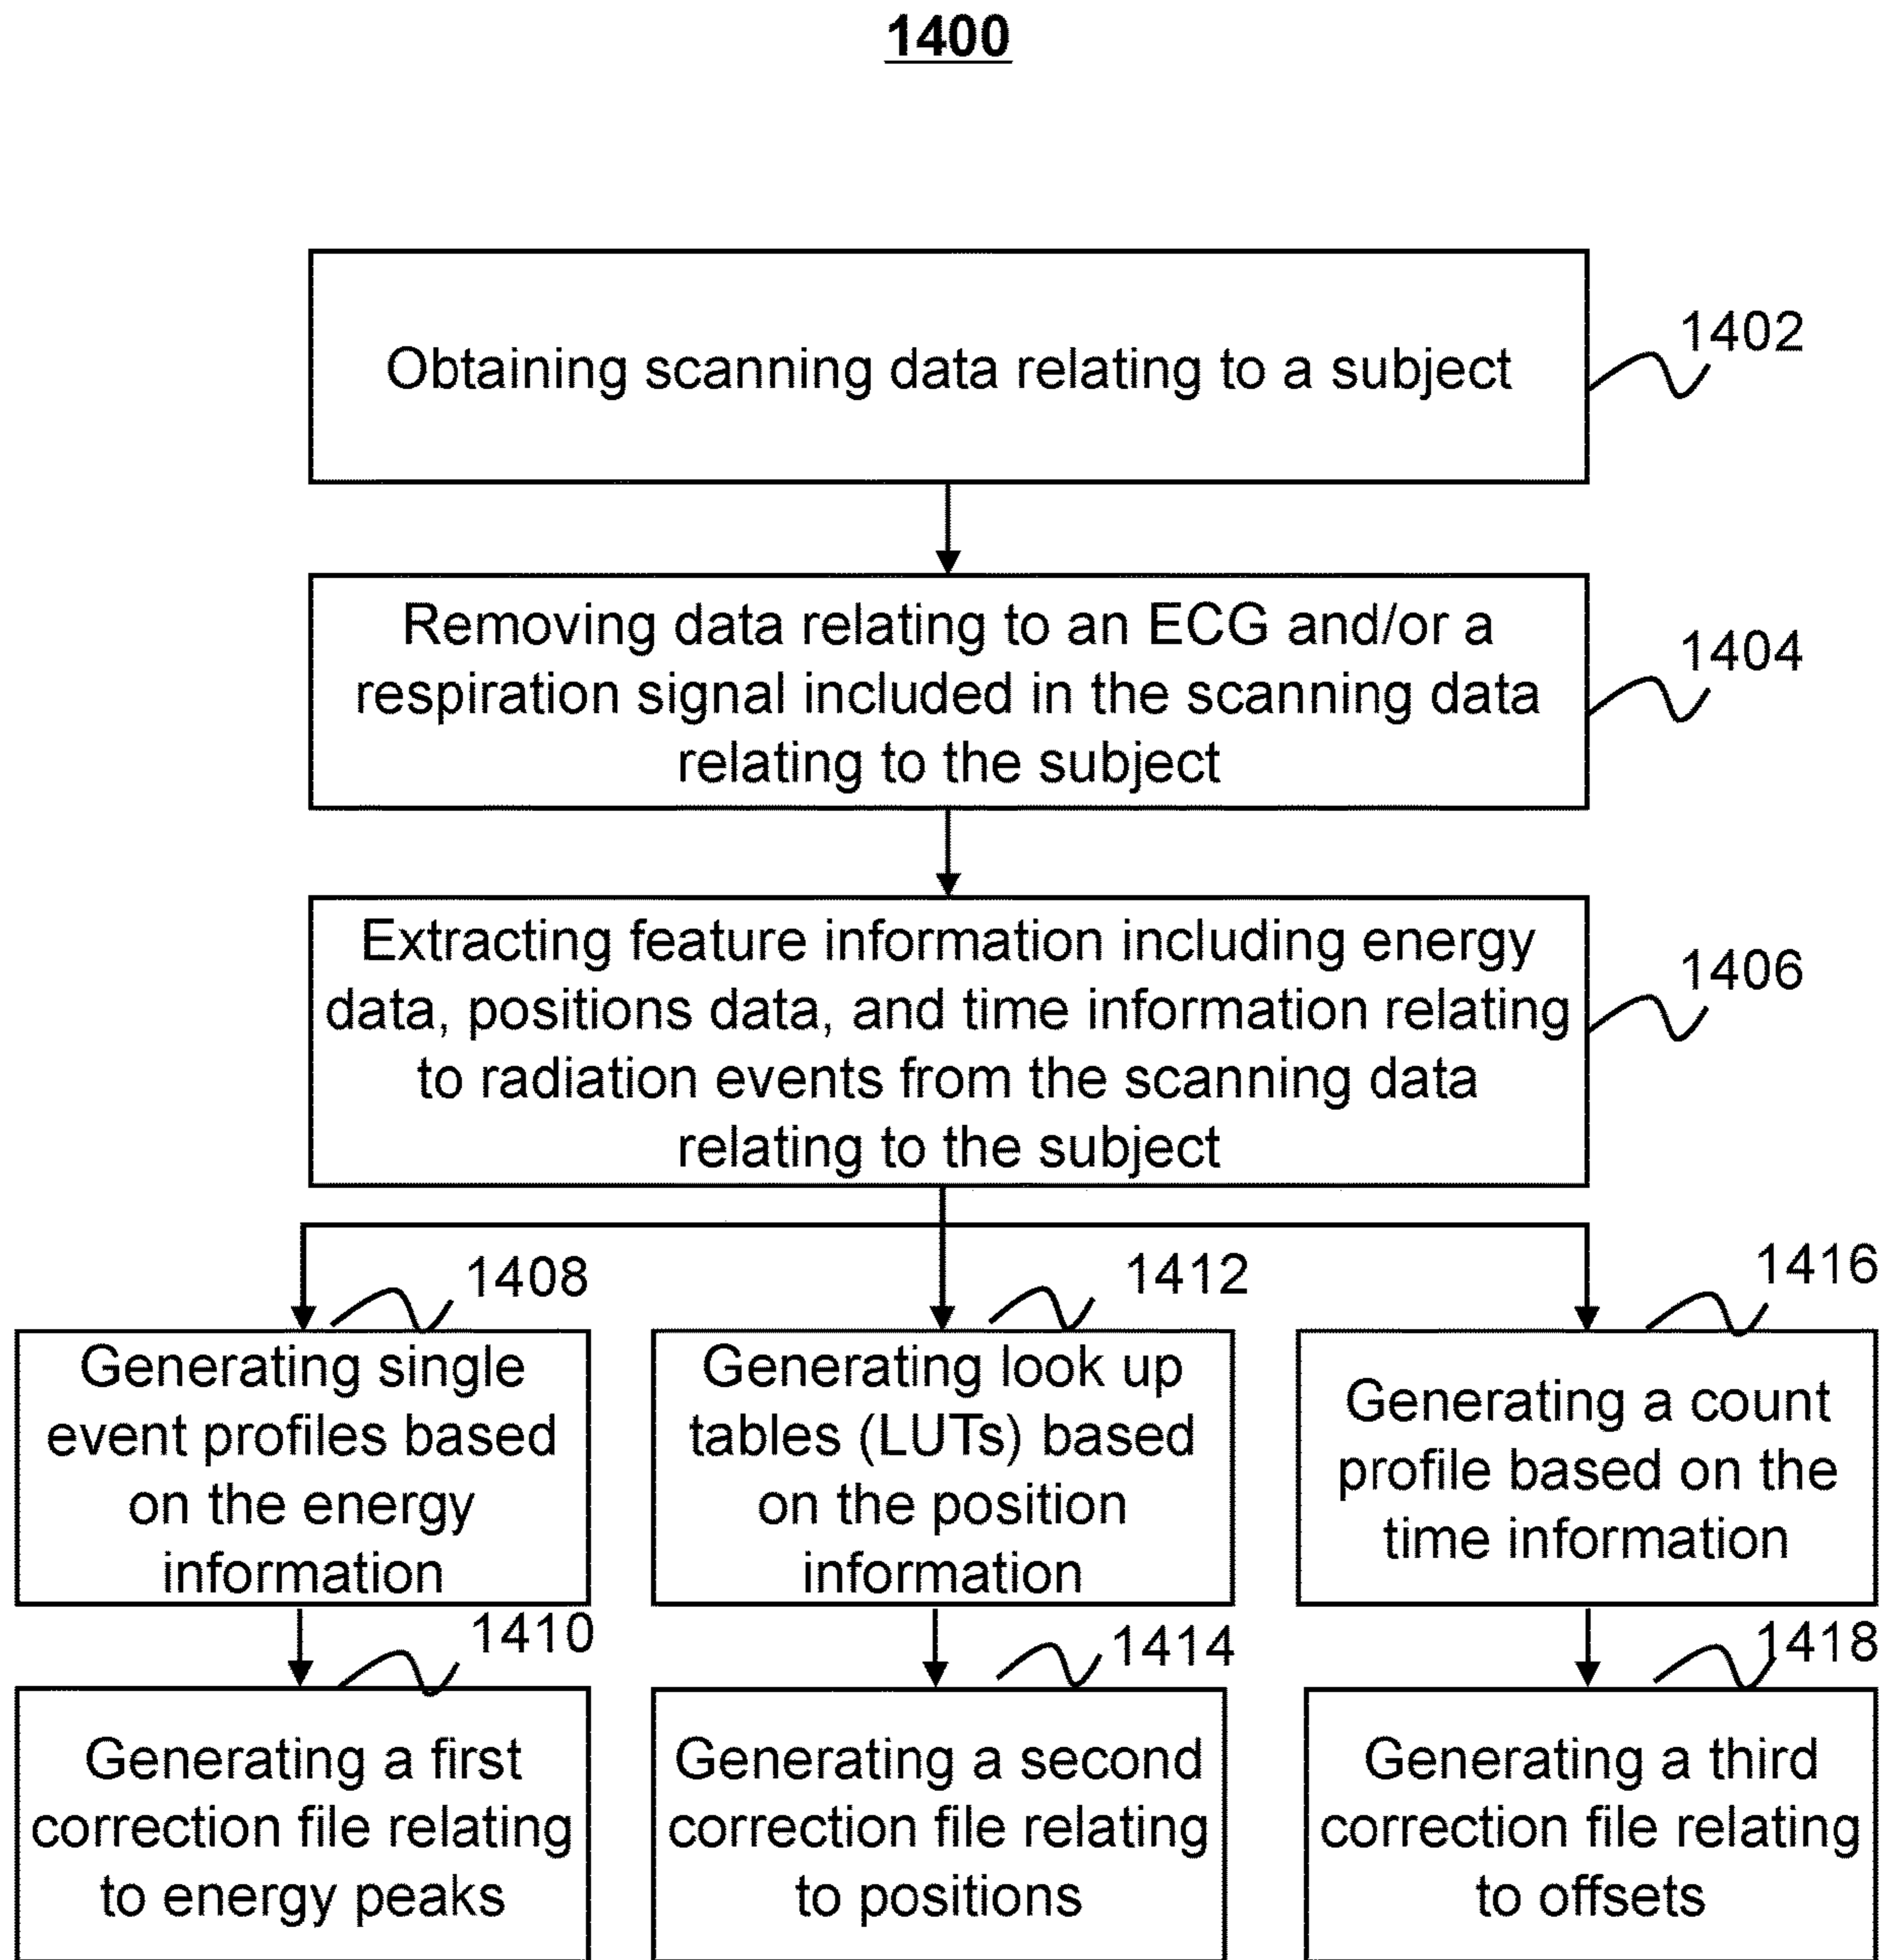 1400
Obtaining scanning data relating to a subject
1402
Removing data relating to an ECG and/or a
respiration signal included in the scanning data
relating to the subject
1404
Extracting feature information including energy
data, positions data, and time information relating
to radiation events from the scanning data
relating to the subject
1406
1408
Generating single
event profiles based
on the energy
information
1412
Generating look up
tables (LUTs) based
on the position
information
1416
Generating a count
profile based on the
time information
1410
Generating a first
correction file relating
to energy peaks
1414
Generating a second
correction file relating
to positions
1418
Generating a third
correction file relating
to offsets